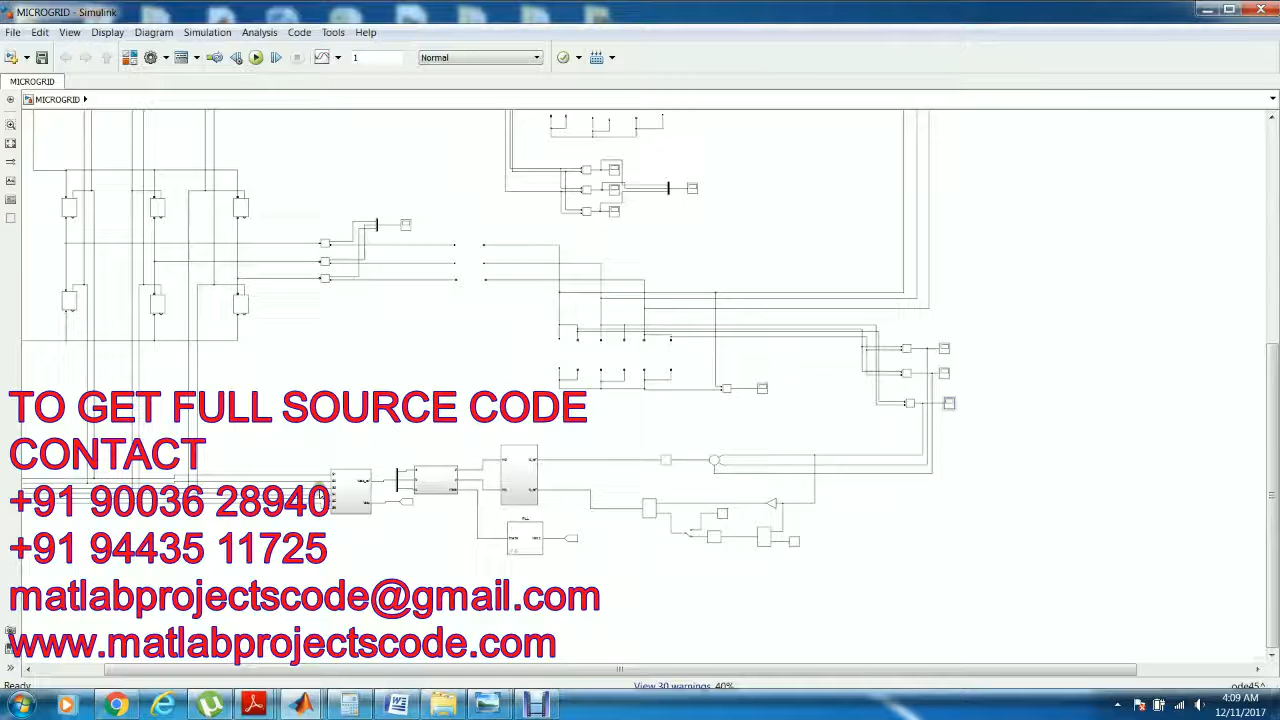 MICROGRID - Simulink
File Edit View Display Diagram Simulation Analysis Code Tools Help
1 Normal
MICROGRID
MICROGRID
TO GET FULL SOURCE CODE
CONTACT
+91 90036 28940
+91 94435 11725
matlabprojectscode@gmail.com
www.matlabprojectscode.com
PLL
Ready View 30 warnings 40%
4:09 AM
12/11/2017